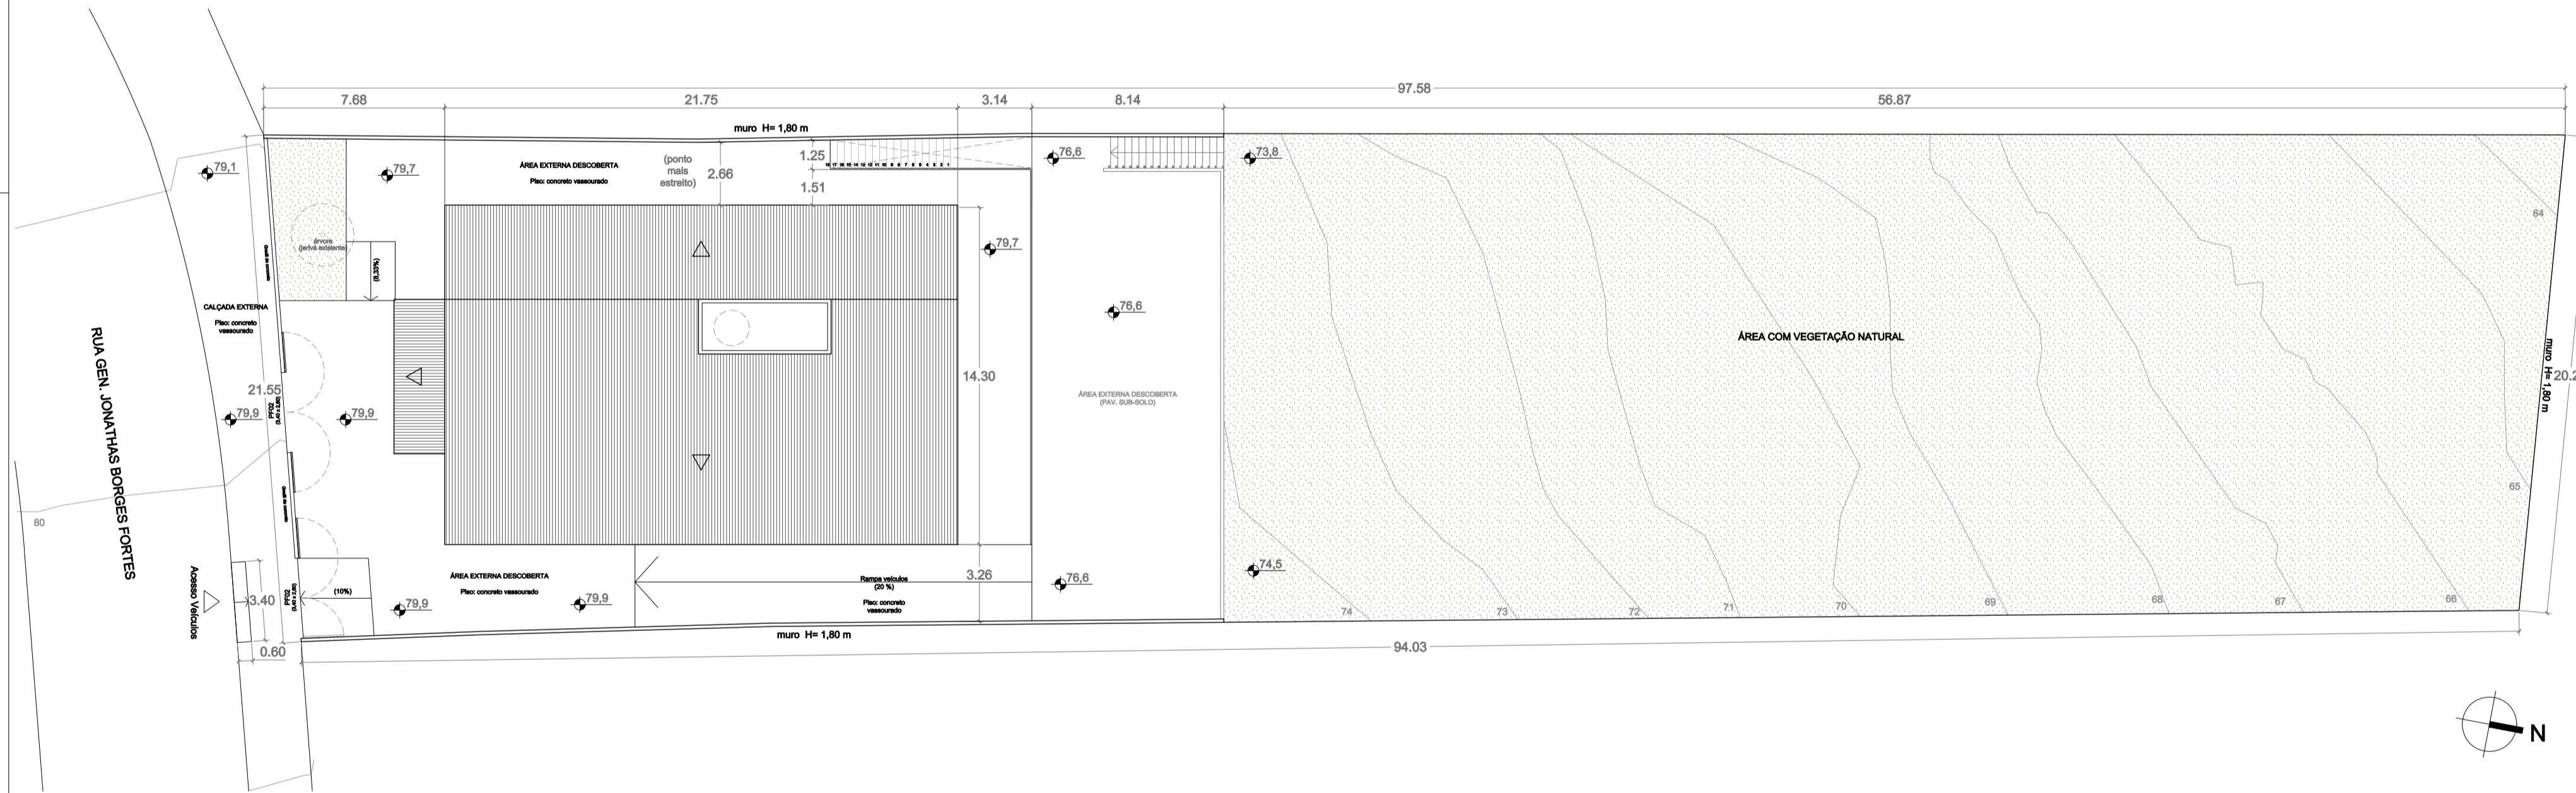 97.58
7.68
21.75
3.14
8.14
56.87
muro H= 1,80 m
79,1
79,7
ÁREA EXTERNA DESCOBERTA
Piso: concreto vassourado
(ponto
mais
estreito)
2.66
1.25
1.51
76,6
73,8
árvore
(jerivá existente)
(8,33%)
79,7
64
CALÇADA EXTERNA
Piso: concreto
vassourado
76,6
ÁREA COM VEGETAÇÃO NATURAL
RUA GEN. JONATHAS BORGES FORTES
21.55
79,9
PF02
79,9
14.30
ÁREA EXTERNA DESCOBERTA
(PAV. SUB-SOLO)
muro H= 1,80 m
20.2
65
80
Acesso Veículos
3.40
PF02
(10%)
ÁREA EXTERNA DESCOBERTA
Piso: concreto vassourado
79,9
79,9
Rampa veículos
(20 %)
Piso: concreto
vassourado
3.26
76,6
74,5
74
73
72
71
70
69
68
67
66
muro H= 1,80 m
0.60
94.03
N